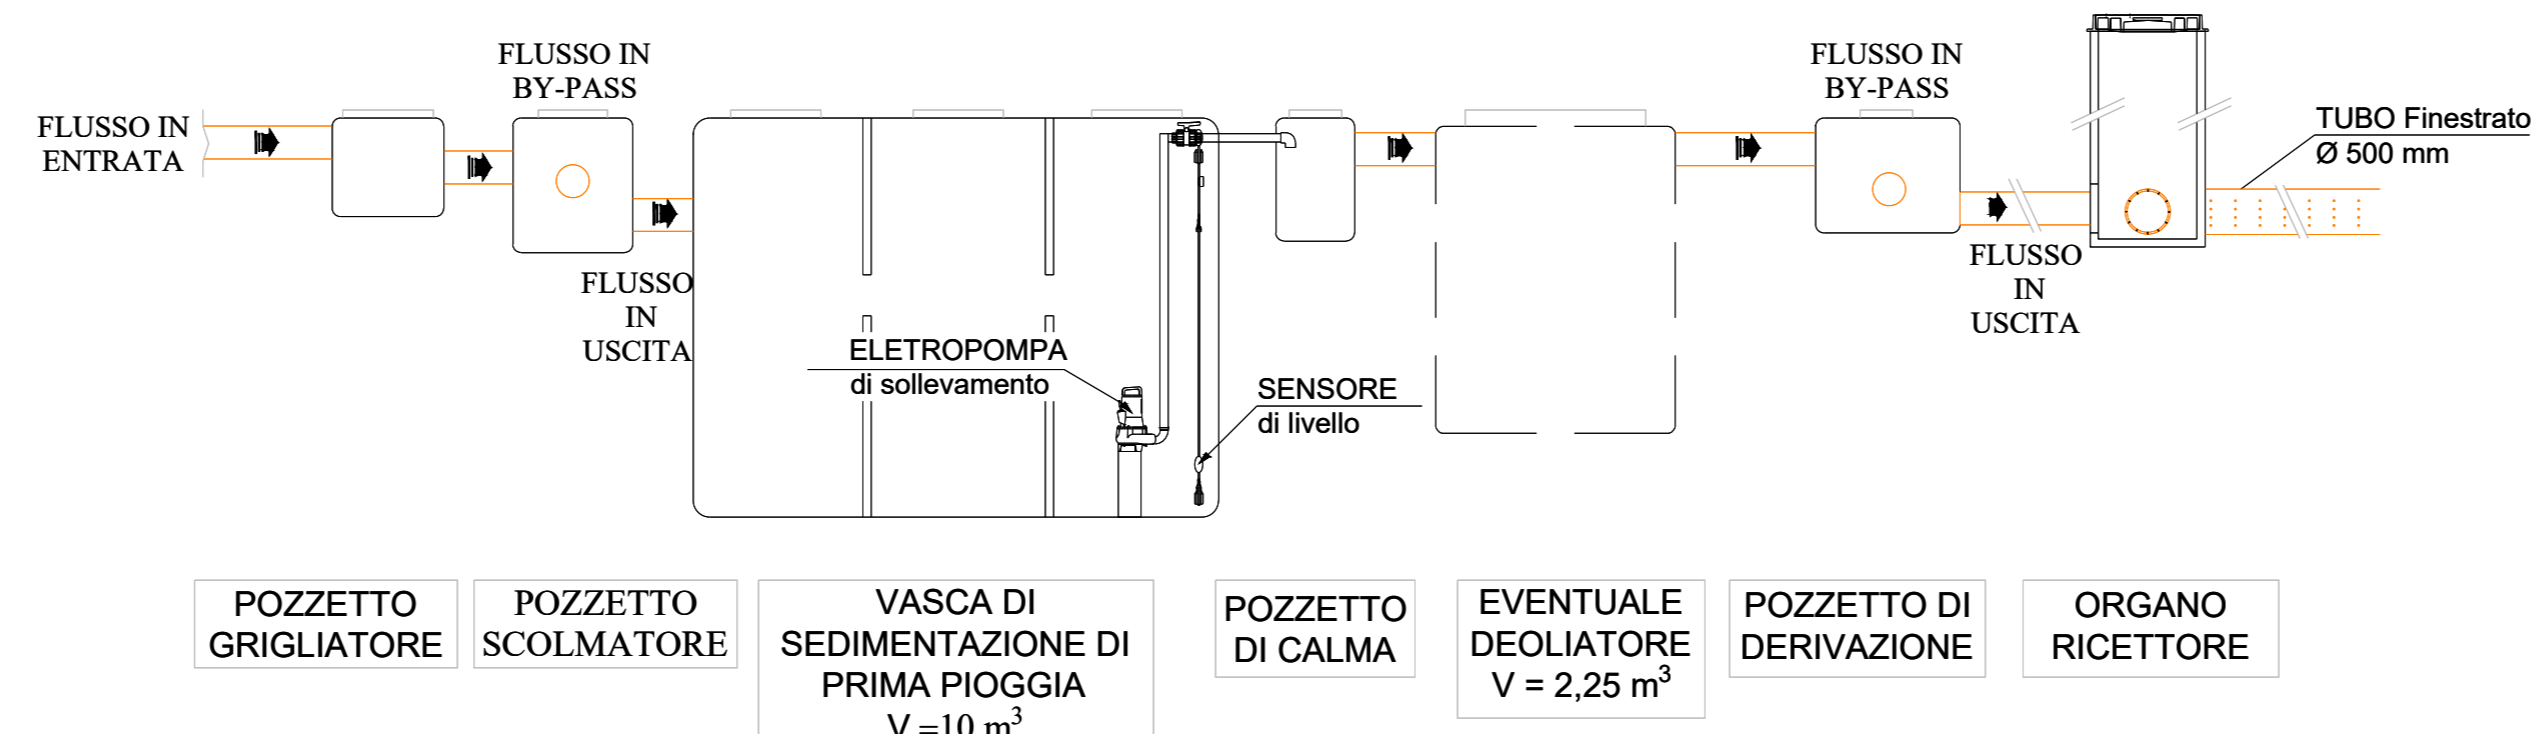 FLUSSO IN
ENTRATA
FLUSSO IN
BY-PASS
FLUSSO
IN
USCITA
ELETROPOMPA
di sollevamento
SENSORE
di livello
FLUSSO IN
BY-PASS
FLUSSO
IN
USCITA
TUBO Finestrato
Ø 500 mm
POZZETTO
GRIGLIATORE
POZZETTO
SCOLMATORE
VASCA DI
SEDIMENTAZIONE DI
PRIMA PIOGGIA
V =10 m³
POZZETTO
DI CALMA
EVENTUALE
DEOLIATORE
V = 2,25 m³
POZZETTO DI
DERIVAZIONE
ORGANO
RICETTORE